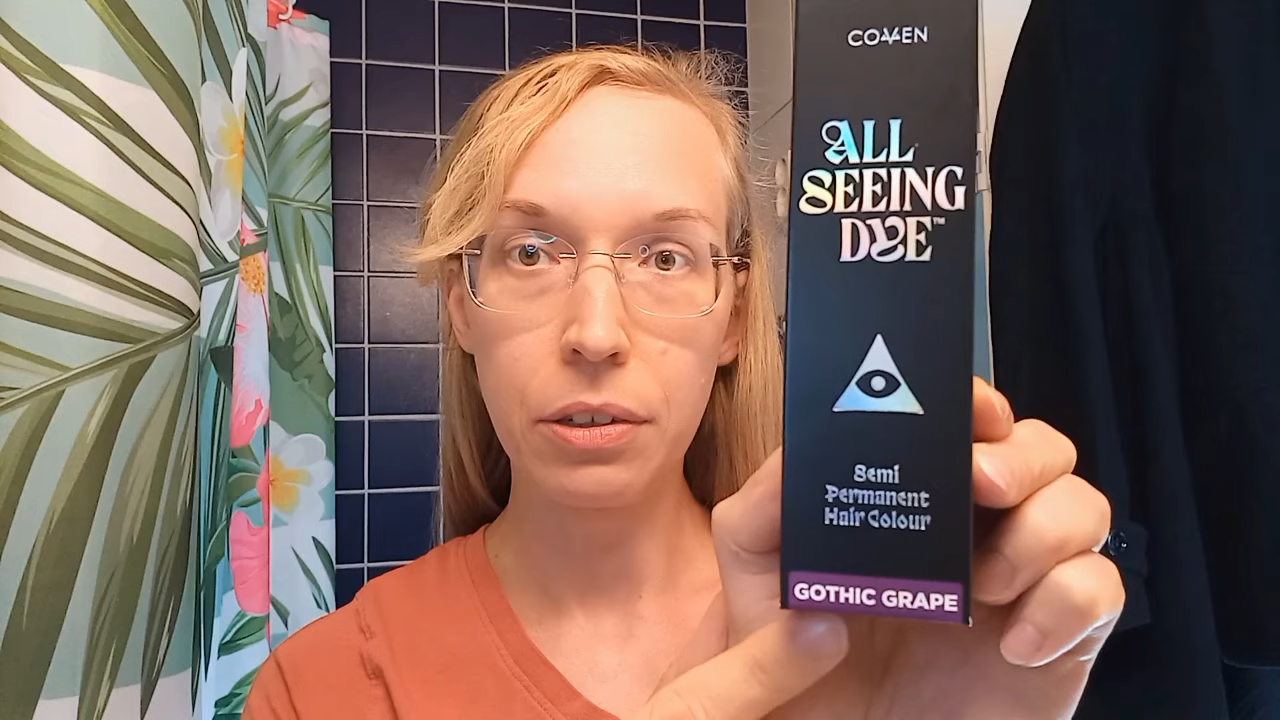 COVEN
ALL
SEEING
DYE™
Semi
Permanent
Hair Colour
GOTHIC GRAPE